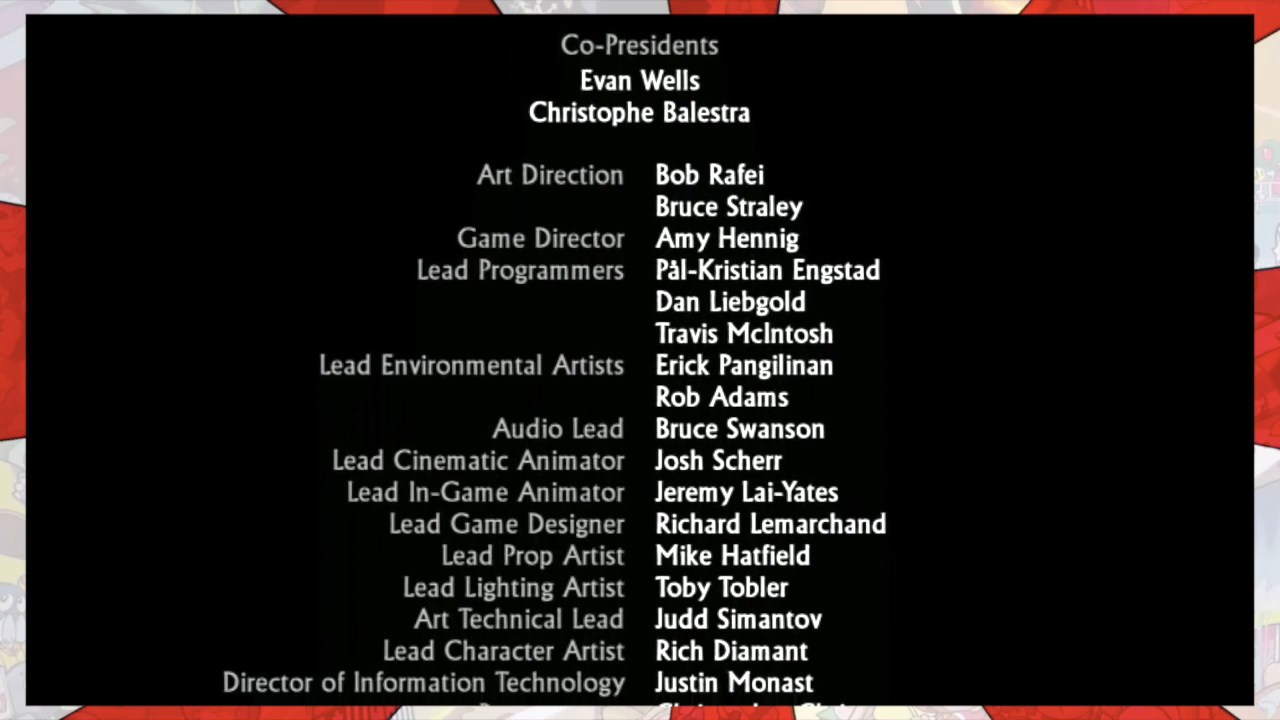 Co-Presidents
Evan Wells
Christophe Balestra
Art Direction Bob Rafei
Bruce Straley
Game Director Amy Hennig
Lead Programmers Pål-Kristian Engstad
Dan Liebgold
Travis McIntosh
Lead Environmental Artists Erick Pangilinan
Rob Adams
Audio Lead Bruce Swanson
Lead Cinematic Animator Josh Scherr
Lead In-Game Animator Jeremy Lai-Yates
Lead Game Designer Richard Lemarchand
Lead Prop Artist Mike Hatfield
Lead Lighting Artist Toby Tobler
Art Technical Lead Judd Simantov
Lead Character Artist Rich Diamant
Director of Information Technology Justin Monast